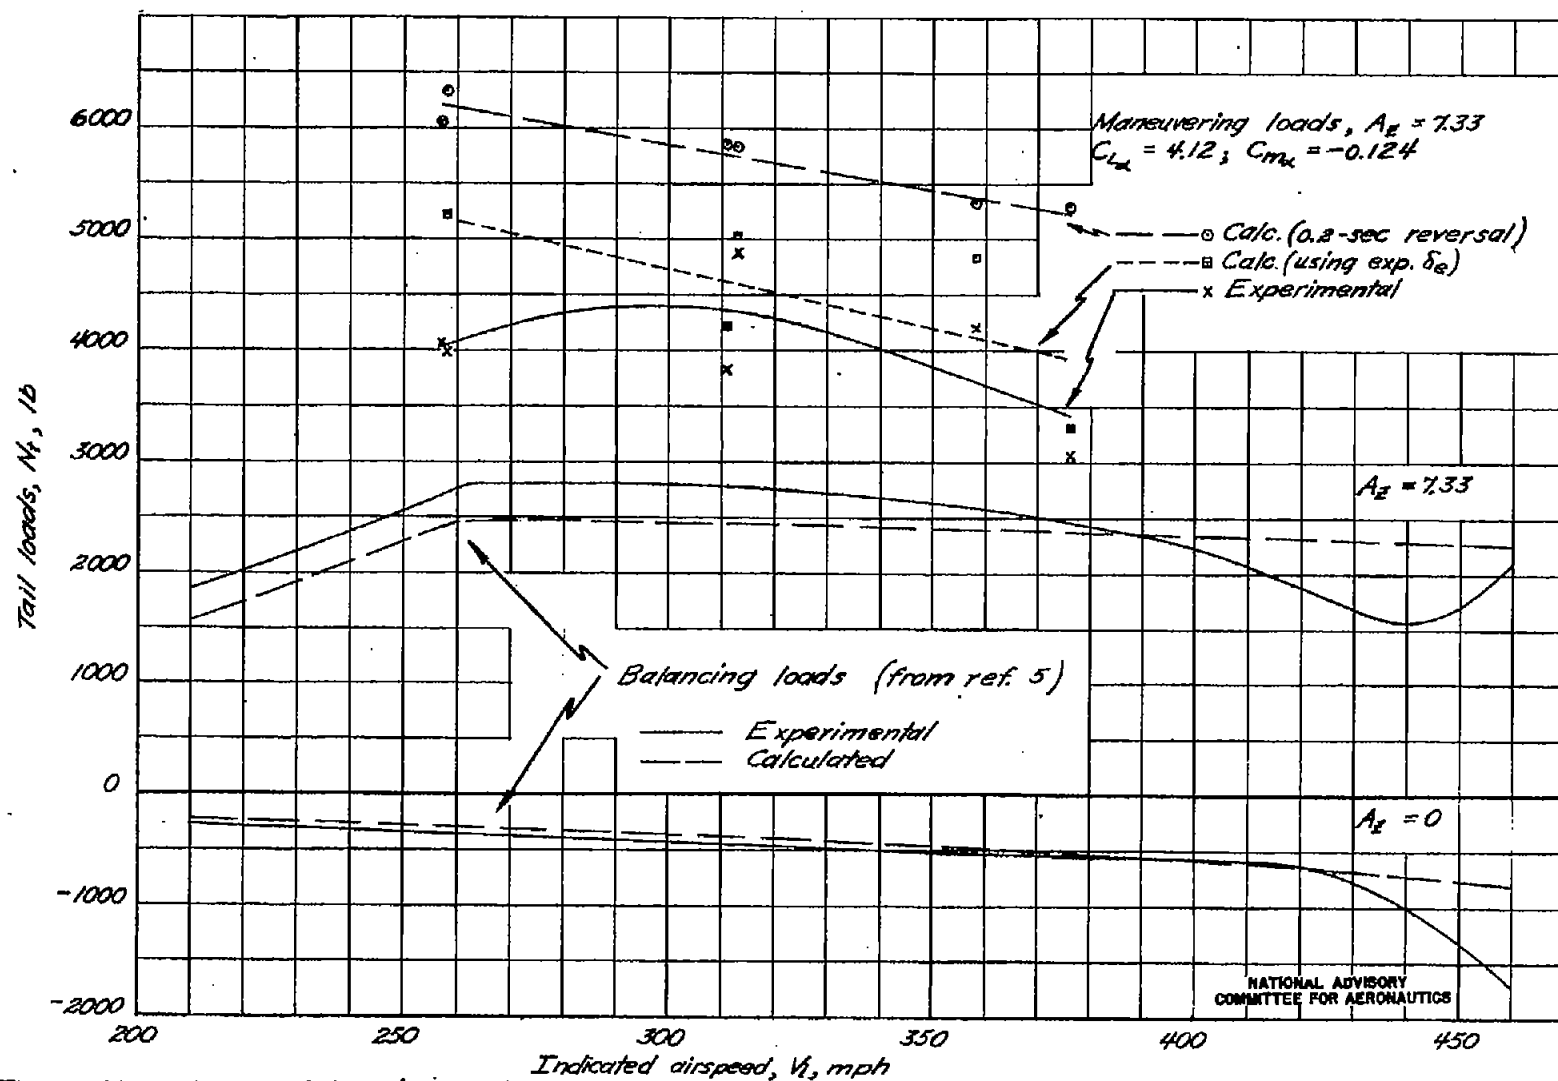 6000
5000
4000
3000
2000
1000
0
-1000
-2000
Tail loads, Nt, lb
Maneuvering loads, AZ = 7.33
CLα = 4.12; Cmα = -0.124
Calc. (0.2-sec reversal)
Calc. (using exp. δe)
Experimental
AZ = 7.33
Balancing loads (from ref. 5)
Experimental
Calculated
AZ = 0
NATIONAL ADVISORY
COMMITTEE FOR AERONAUTICS
200 250 300 350 400 450
Indicated airspeed, Vi, mph